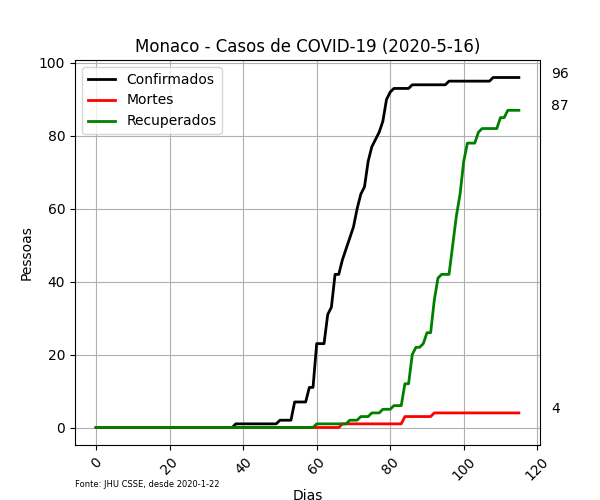 Monaco - Casos de COVID-19 (2020-5-16)
Confirmados
Mortes
Recuperados
96
87
4
Pessoas
100
80
60
40
20
0
0 20 40 60 80 100 120
Fonte: JHU CSSE, desde 2020-1-22
Dias